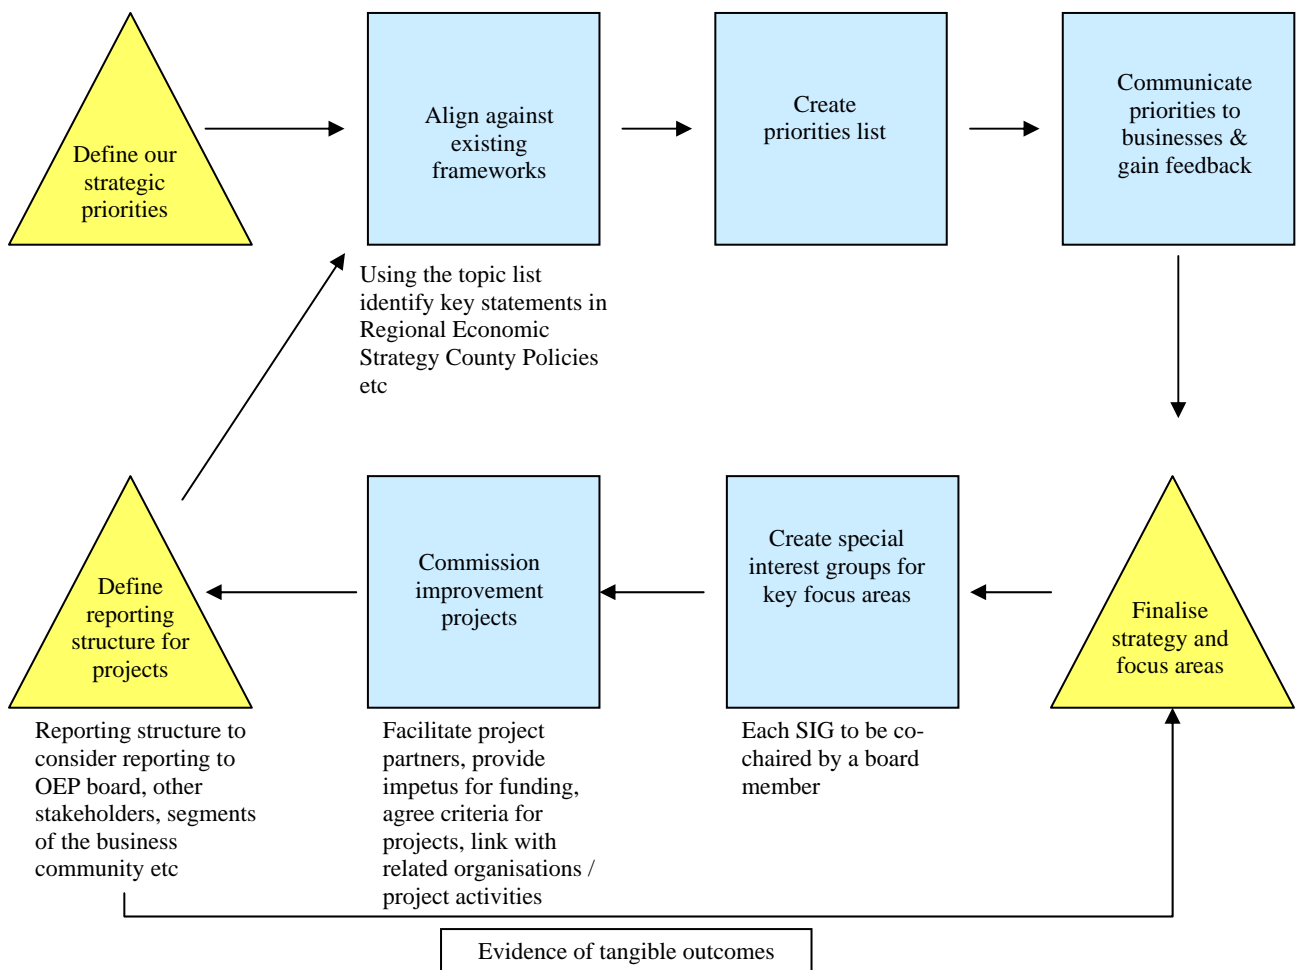 Define our
strategic
priorities
Align against
existing
frameworks
Create
priorities list
Communicate
priorities to
businesses &
gain feedback
Using the topic list
identify key statements in
Regional Economic
Strategy County Policies
etc
Define
reporting
structure for
projects
Commission
improvement
projects
Create special
interest groups for
key focus areas
Finalise
strategy and
focus areas
Reporting structure to
consider reporting to
OEP board, other
stakeholders, segments
of the business
community etc
Facilitate project
partners, provide
impetus for funding,
agree criteria for
projects, link with
related organisations /
project activities
Each SIG to be co-
chaired by a board
member
Evidence of tangible outcomes